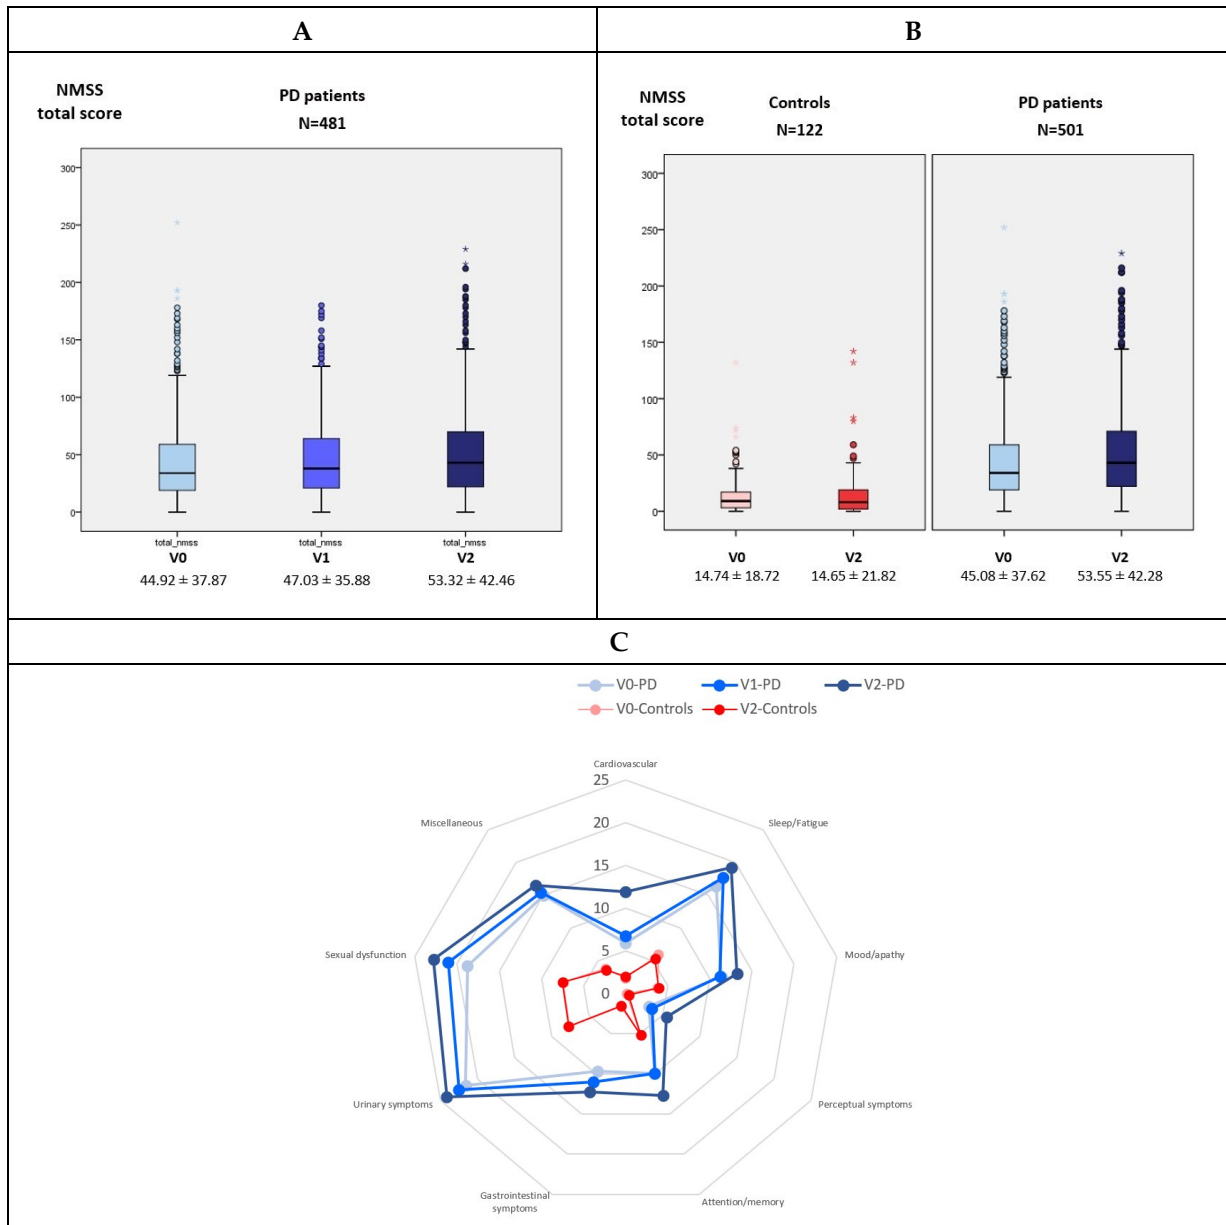 A
B
NMSS
total score
PD patients
N=481
300
250
200
150
100
50
0
total_nmss
total_nmss
total_nmss
V0
V1
V2
44.92 ± 37.87
47.03 ± 35.88
53.32 ± 42.46
NMSS
total score
Controls
N=122
PD patients
N=501
300
250
200
150
100
50
0
V0
V2
V0
V2
14.74 ± 18.72
14.65 ± 21.82
45.08 ± 37.62
53.55 ± 42.28
C
V0-PD
V1-PD
V2-PD
V0-Controls
V2-Controls
Cardiovascular
25
20
15
10
5
0
Sleep/Fatigue
Mood/apathy
Perceptual symptoms
Attention/memory
Gastrointestinal
symptoms
Urinary symptoms
Sexual dysfunction
Miscellaneous